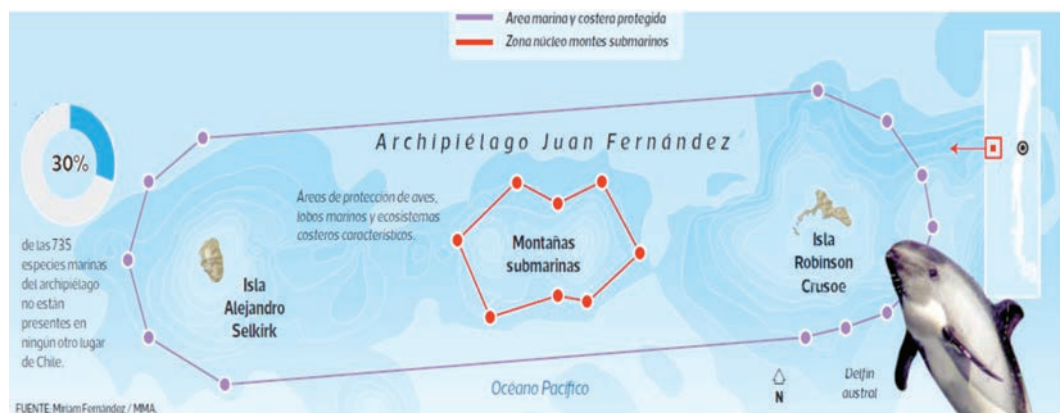 Área marina y costera protegida
Zona núcleo montes submarinos
30%
de las 735
especies marinas
del archipiélago
no están
presentes en
ningún otro lugar
de Chile.
Archipiélago Juan Fernández
Áreas de protección de aves,
lobos marinos y ecosistemas
costeros característicos.
Montañas
submarinas
Isla
Alejandro
Selkirk
Isla
Robinson
Crusoe
Océano Pacífico
N
Delfín
austral
FUENTE: Miriam Fernández / MMA.